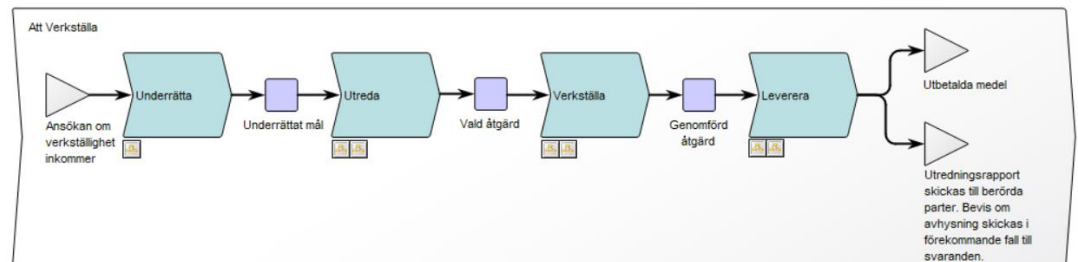 Att Verkställa
Underrätta
Utreda
Verkställa
Leverera
Ansökan om
verkställighet
inkommer
Underrättat mål
Vald åtgärd
Genomförd
åtgärd
Utbetalda medel
Utredningsrapport
skickas till berörda
parter. Bevis om
avhysning skickas i
förekommande fall till
svaranden.